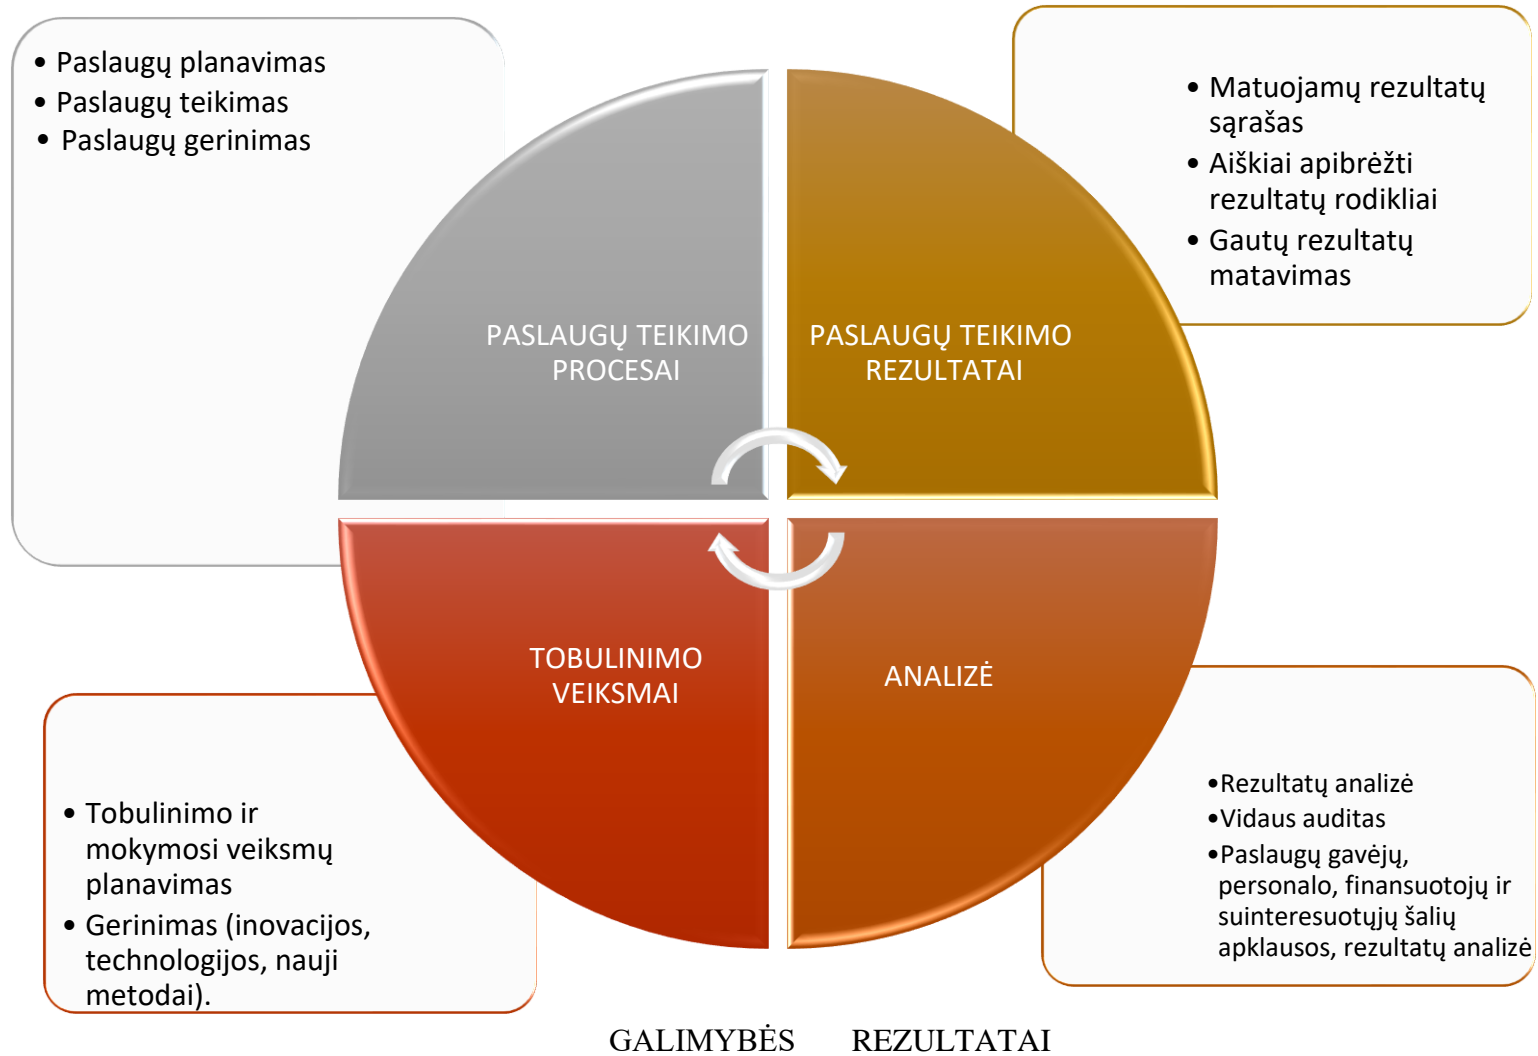 • Paslaugų planavimas
• Paslaugų teikimas
• Paslaugų gerinimas
• Matuojamų rezultatų
sąrašas
• Aiškiai apibrėžti
rezultatų rodikliai
• Gautų rezultatų
matavimas
PASLAUGŲ TEIKIMO
PROCESAI
PASLAUGŲ TEIKIMO
REZULTATAI
TOBULINIMO
VEIKSMAI
ANALIZĖ
• Tobulinimo ir
mokymosi veiksmų
planavimas
• Gerinimas (inovacijos,
technologijos, nauji
metodai).
•Rezultatų analizė
•Vidaus auditas
•Paslaugų gavėjų,
personalo, finansuotojų ir
suinteresuotųjų šalių
apklausos, rezultatų analizė
GALIMYBĖS REZULTATAI